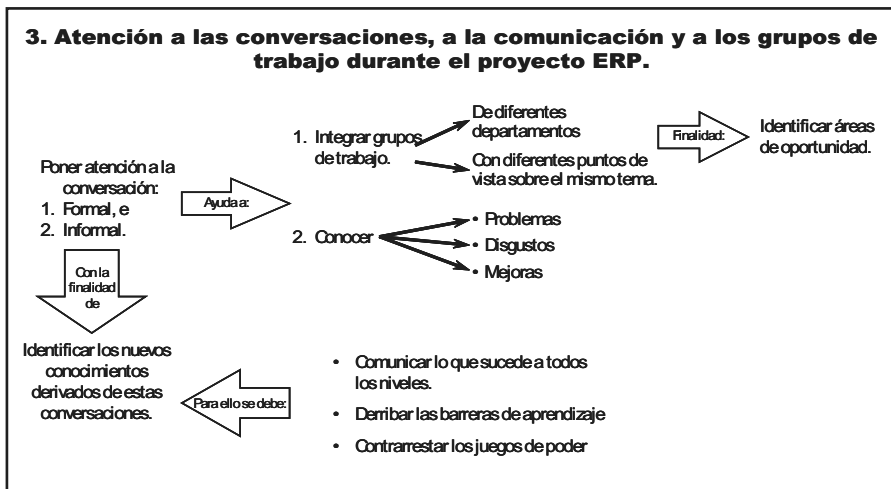 3. Atención a las conversaciones, a la comunicación y a los grupos de
trabajo durante el proyecto ERP.
Poner atención a la
conversación:
1. Formal, e
2. Informal.
Ayuda a:
1. Integrar grupos
de trabajo.
De diferentes
departamentos
Con diferentes puntos de
vista sobre el mismo tema.
Finalidad:
Identificar áreas
de oportunidad.
2. Conocer
• Problemas
• Disgustos
• Mejoras
Con la
finalidad
de
Identificar los nuevos
conocimientos
derivados de estas
conversaciones.
Para ello se debe:
• Comunicar lo que sucede a todos
los niveles.
• Derribar las barreras de aprendizaje
• Contrarrestar los juegos de poder